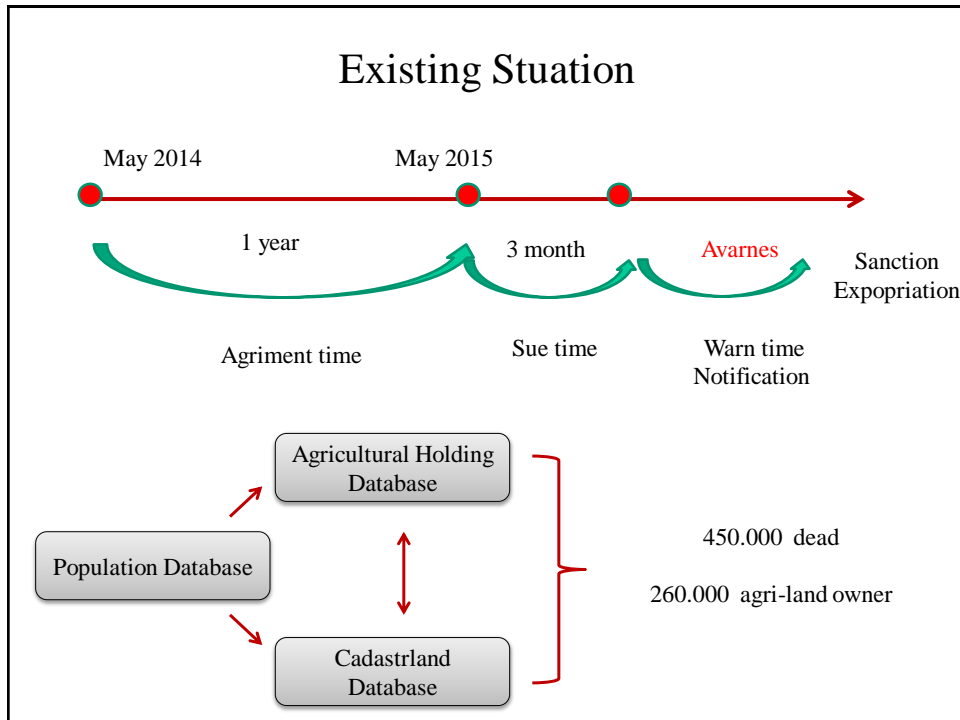 Existing Stuation
May 2014
May 2015
1 year
3 month
Avarnes
Sanction
Expopriation
Agriment time
Sue time
Warn time
Notification
Agricultural Holding
Database
Population Database
450.000 dead
260.000 agri-land owner
Cadastrland
Database